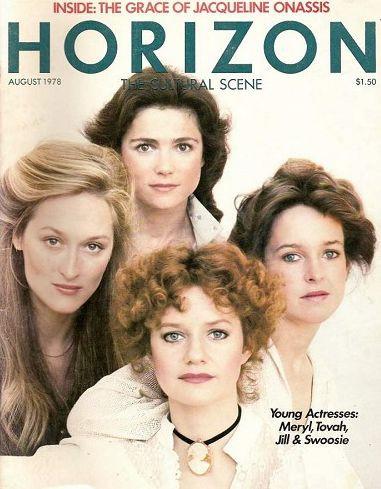 INSIDE: THE GRACE OF JACQUELINE ONASSIS
HORIZON
AUGUST 1978
THE CULTURAL SCENE
$1.50
Young Actresses:
Meryl, Tovah,
Jill & Swoosie